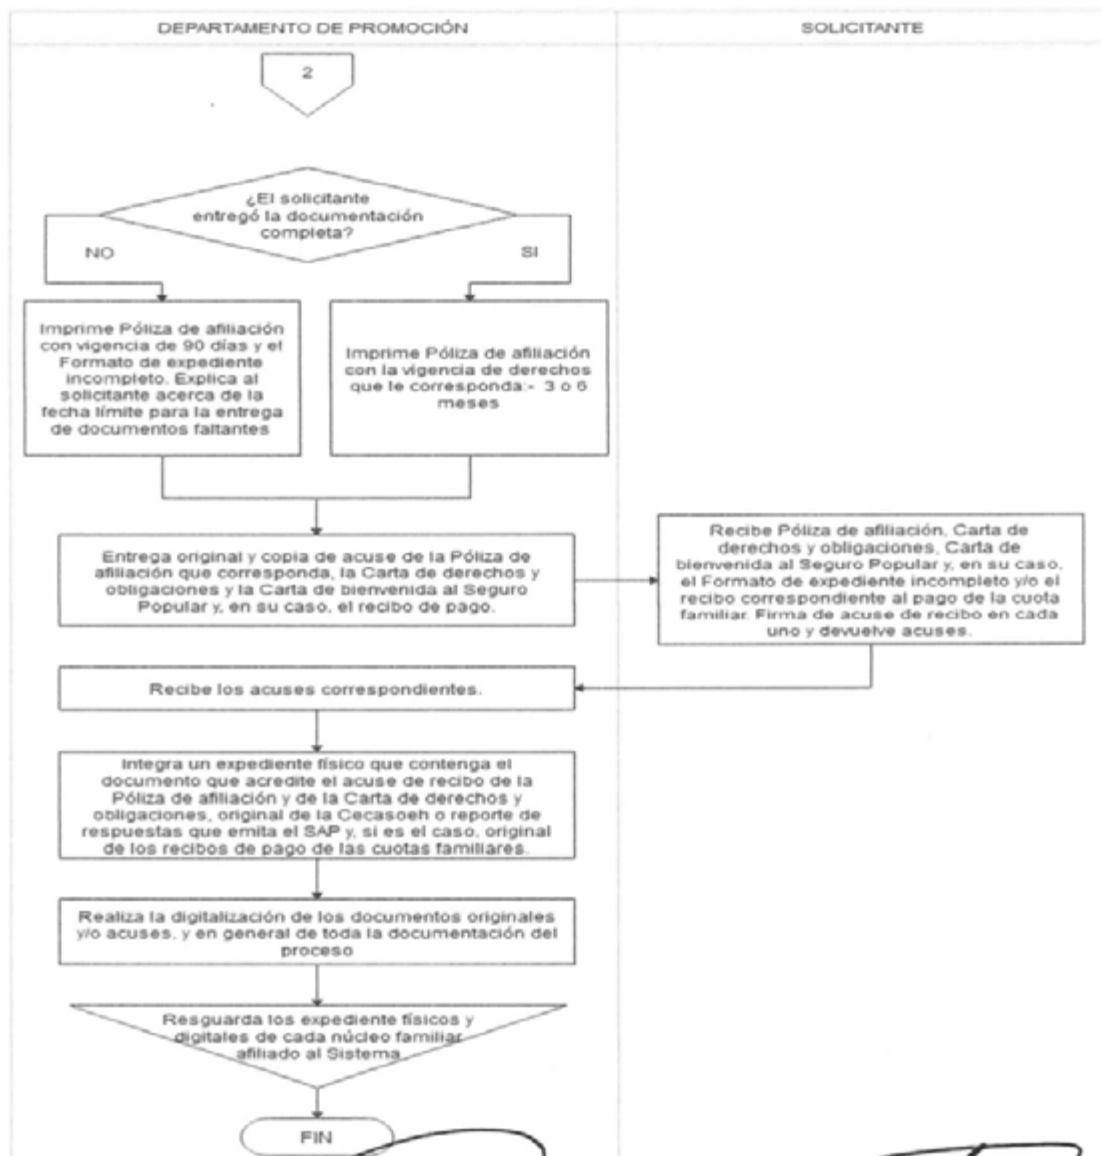 DEPARTAMENTO DE PROMOCIÓN
SOLICITANTE
2
¿El solicitante
entregó la documentación
completa?
NO
SI
Imprime Póliza de afiliación
con vigencia de 90 días y el
Formato de expediente
incompleto. Explica al
solicitante acerca de la
fecha límite para la entrega
de documentos faltantes
Imprime Póliza de afiliación
con la vigencia de derechos
que le corresponda:- 3 o 6
meses
Entrega original y copia de acuse de la Póliza de
afiliación que corresponda, la Carta de derechos y
obligaciones y la Carta de bienvenida al Seguro
Popular y, en su caso, el recibo de pago.
Recibe Póliza de afiliación, Carta de
derechos y obligaciones, Carta de
bienvenida al Seguro Popular y, en su caso,
el Formato de expediente incompleto y/o el
recibo correspondiente al pago de la cuota
familiar. Firma de acuse de recibo en cada
uno y devuelve acuses.
Recibe los acuses correspondientes.
Integra un expediente físico que contenga el
documento que acredite el acuse de recibo de la
Póliza de afiliación y de la Carta de derechos y
obligaciones, original de la Cecasoeh o reporte de
respuestas que emita el SAP y, si es el caso, original
de los recibos de pago de las cuotas familiares.
Realiza la digitalización de los documentos originales
y/o acuses, y en general de toda la documentación del
proceso
Resguarda los expediente físicos y
digitales de cada núcleo familiar
afiliado al Sistema
FIN